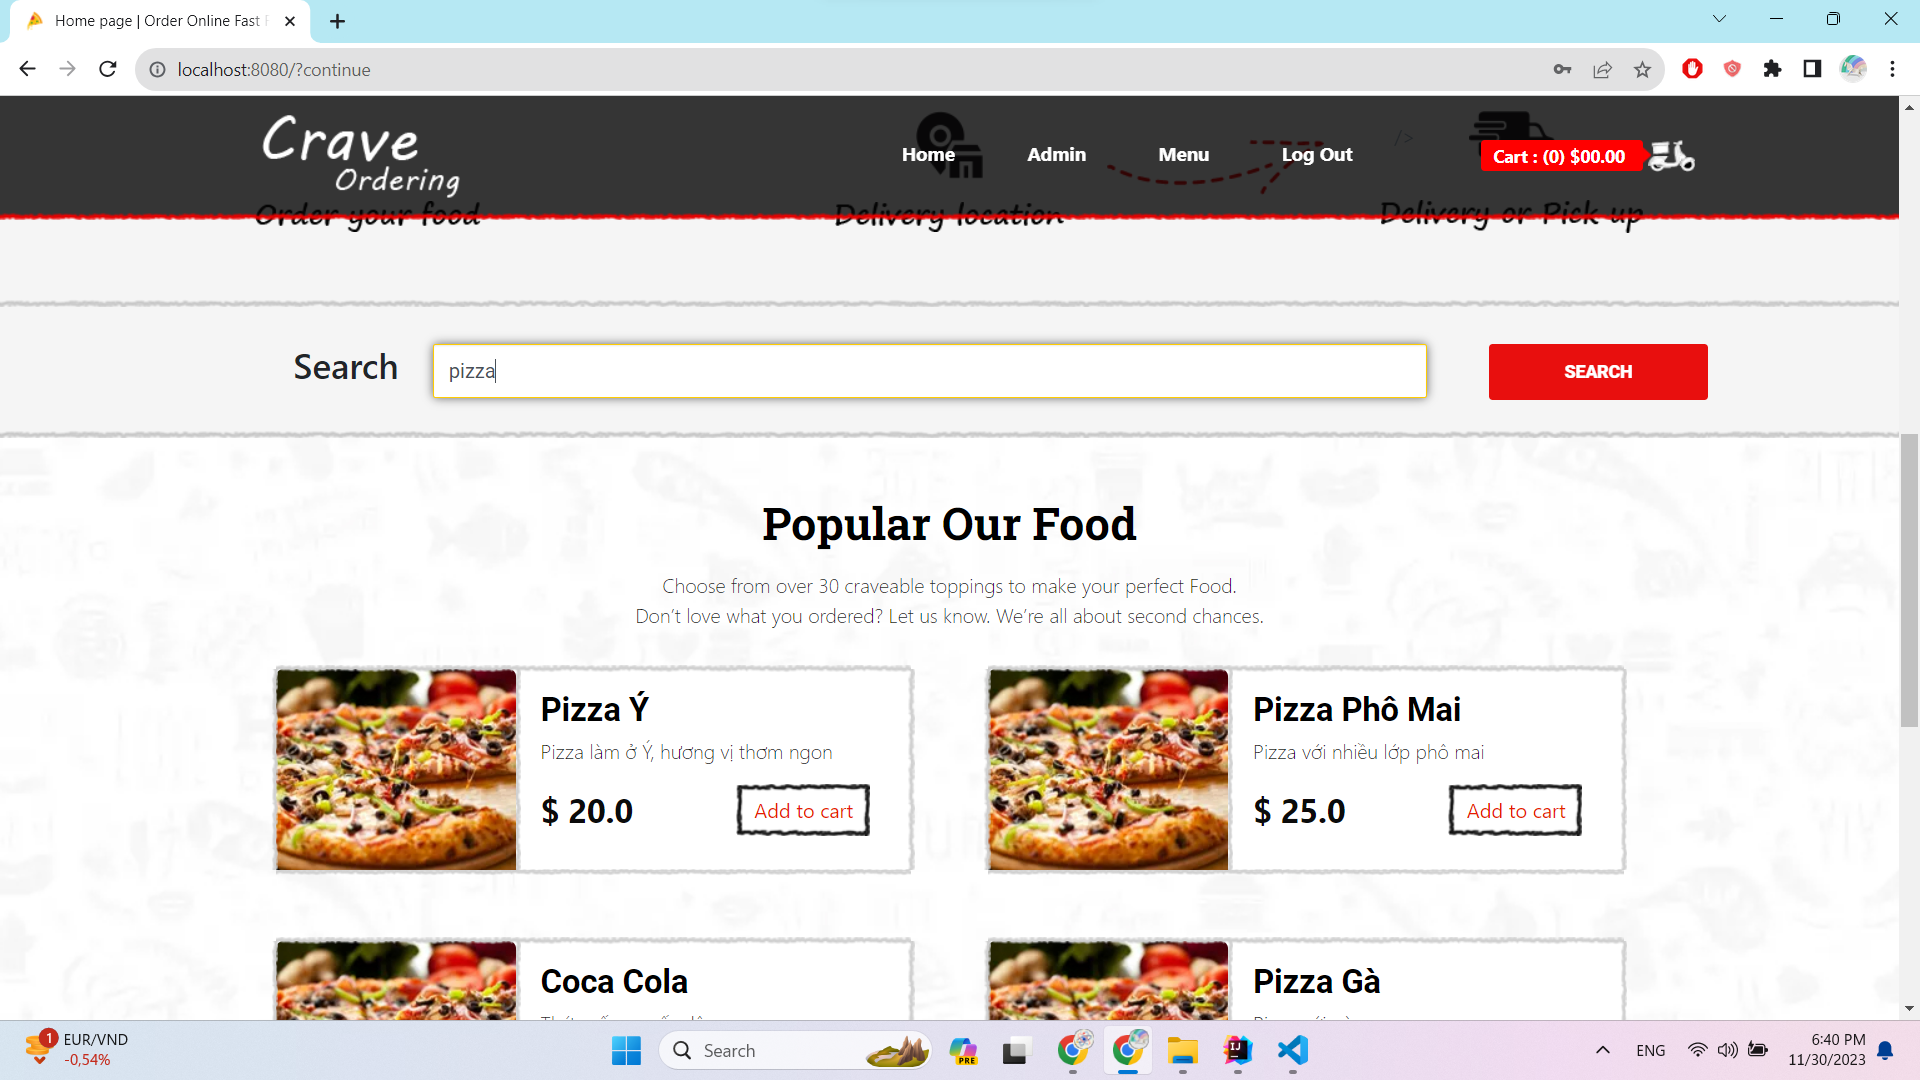 Home page | Order Online Fast
localhost:8080/?continue
Crave
Ordering
Home
Admin
Menu
Log Out
/>
Cart : (0) $00.00
Order your food
Delivery location
Delivery or Pick up
Search
pizza
SEARCH
Popular Our Food
Choose from over 30 craveable toppings to make your perfect Food.
Don't love what you ordered? Let us know. We're all about second chances.
Pizza Ý
Pizza làm ở Ý, hương vị thơm ngon
$ 20.0
Add to cart
Pizza Phô Mai
Pizza với nhiều lớp phô mai
$ 25.0
Add to cart
Coca Cola
Pizza Gà
1
EUR/VND
-0,54%
Search
PRE
IJ
ENG
6:40 PM
11/30/2023